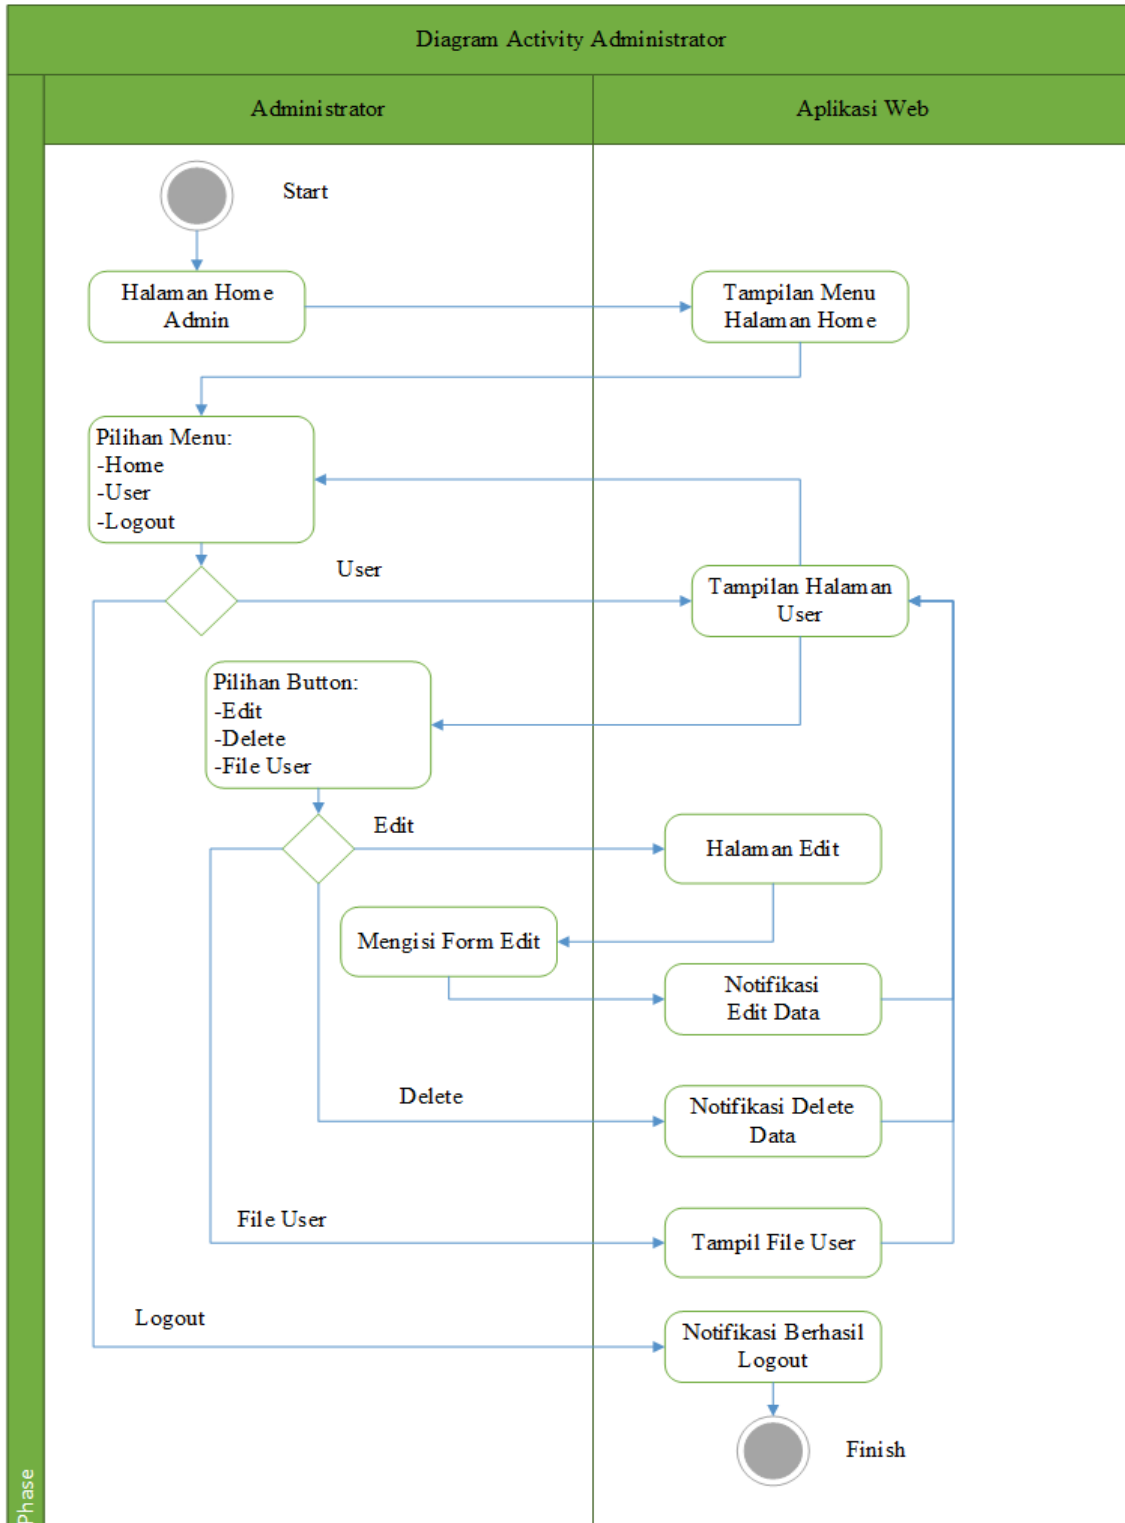 Diagram Activity Administrator
Administrator
Aplikasi Web
Start
Halaman Home
Admin
Tampilan Menu
Halaman Home
Pilihan Menu:
-Home
-User
-Logout
User
Tampilan Halaman
User
Pilihan Button:
-Edit
-Delete
-File User
Edit
Halaman Edit
Mengisi Form Edit
Notifikasi
Edit Data
Delete
Notifikasi Delete
Data
File User
Tampil File User
Logout
Notifikasi Berhasil
Logout
Finish
Phase